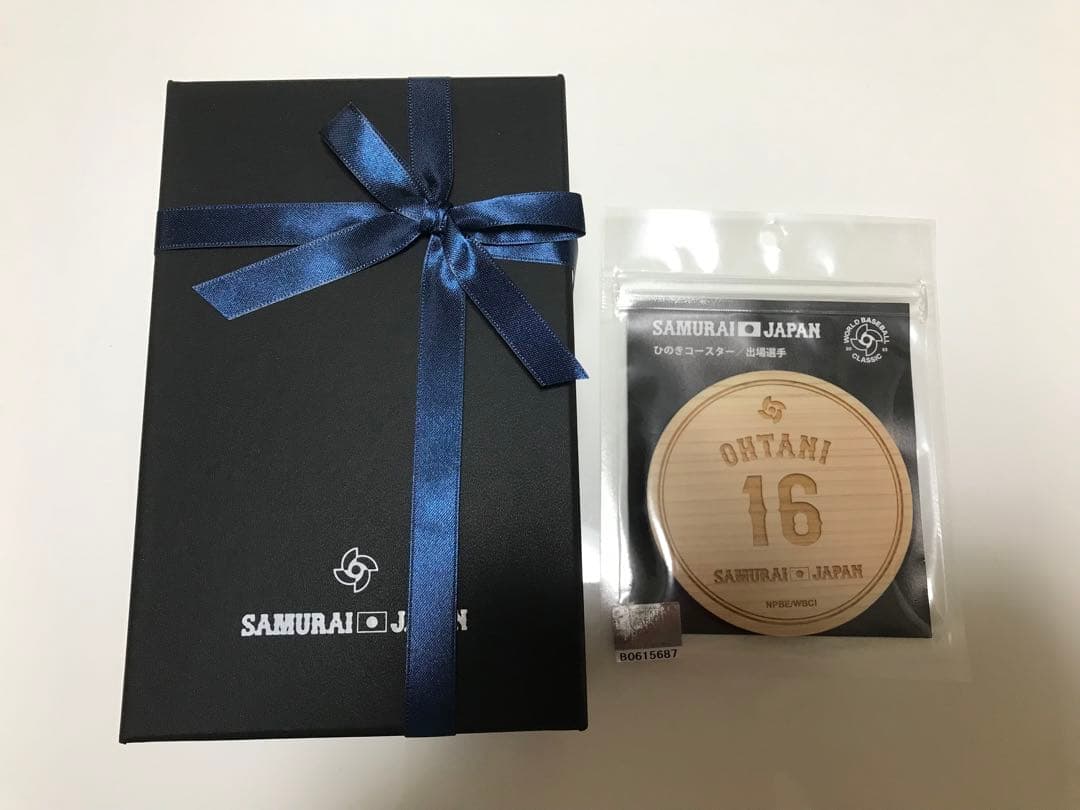 SAMURAI JAPAN
SAMURAI JAPAN
ひのきコースター／出場選手
WORLD BASEBALL
CLASSIC
OHTANI
16
SAMURAI JAPAN
NPBE/WBCI
B0615687